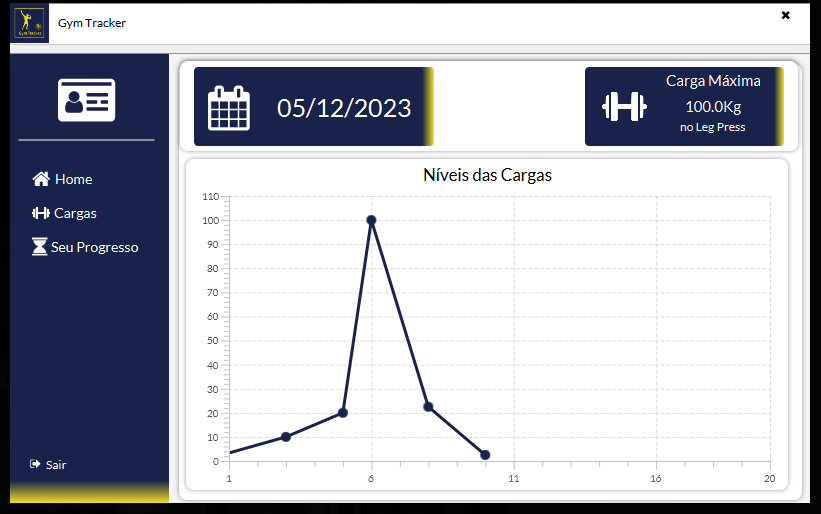 Gym Tracker
GymTracker
Home
Cargas
Seu Progresso
Sair
05/12/2023
Carga Máxima
100.0Kg
no Leg Press
Níveis das Cargas
110
100
90
80
70
60
50
40
30
20
10
0
1 6 11 16 20